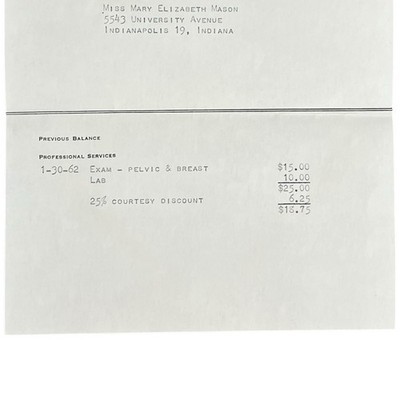 Miss Mary Elizabeth Mason
5543 University Avenue
Indianapolis 19, Indiana
Previous Balance
Professional Services
1-30-62 Exam - pelvic & breast $15.00
Lab 10.00
$25.00
25% courtesy discount 6.25
$18.75